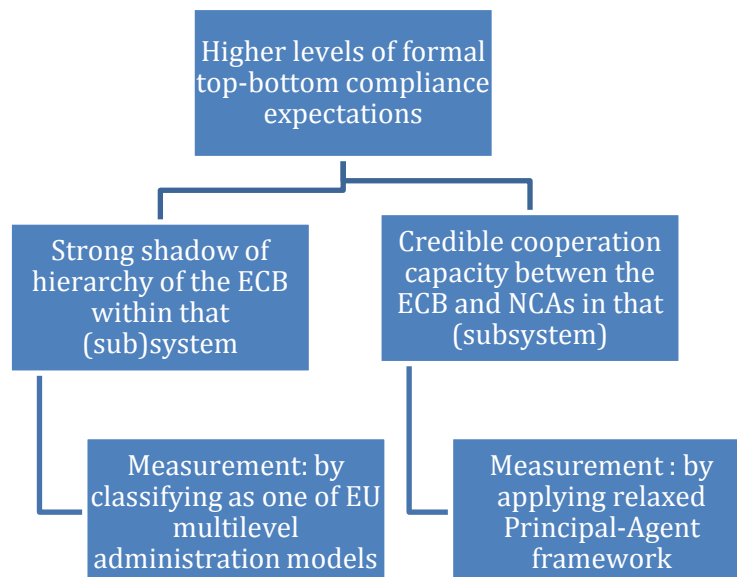 Higher levels of formal
top-bottom compliance
expectations
Strong shadow of
hierarchy of the ECB
within that
(sub)system
Credible cooperation
capacity betwen the
ECB and NCAs in that
(subsystem)
Measurement: by
classifying as one of EU
multilevel
administration models
Measurement : by
applying relaxed
Principal-Agent
framework